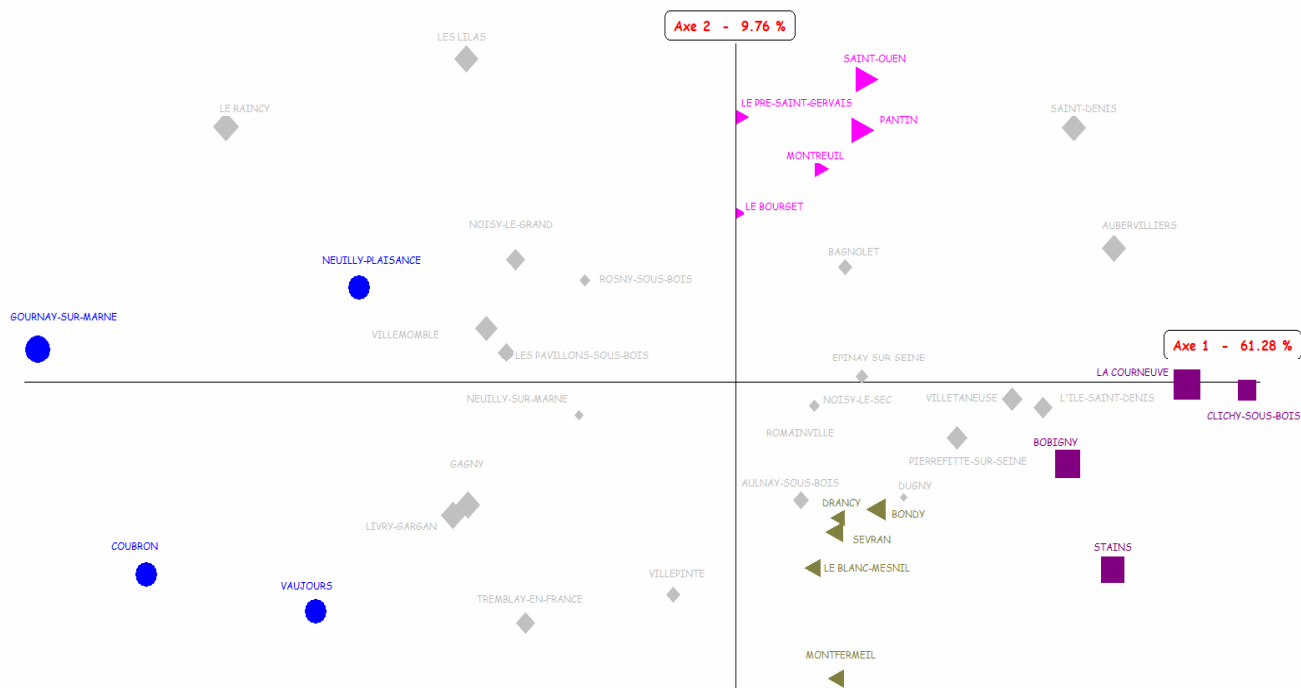 Axe 2 - 9.76 %
LES LILAS
SAINT-OUEN
LE PRE-SAINT-GERVAIS
LE RAINCY
SAINT-DENIS
PANTIN
MONTREUIL
LE BOURGET
NOISY-LE-GRAND
AUBERVILLIERS
BAGNOLET
NEUILLY-PLAISANCE
ROSNY-SOUS-BOIS
GOURNAY-SUR-MARNE
VILLEMOMBLE
Axe 1 - 61.28 %
LES PAVILLONS-SOUS-BOIS
EPINAY SUR SEINE
LA COURNEUVE
NEUILLY-SUR-MARNE
NOISY-LE-SEC
VILLETANEUSE
L'ILE-SAINT-DENIS
CLICHY-SOUS-BOIS
ROMAINVILLE
BOBIGNY
GAGNY
PIERREFITTE-SUR-SEINE
AULNAY-SOUS-BOIS
DUGNY
DRANCY
BONDY
LIVRY-GARGAN
SEVRAN
COUBRON
STAINS
LE BLANC-MESNIL
VILLEPINTE
VAUJOURS
TREMBLAY-EN-FRANCE
MONTFERMEIL